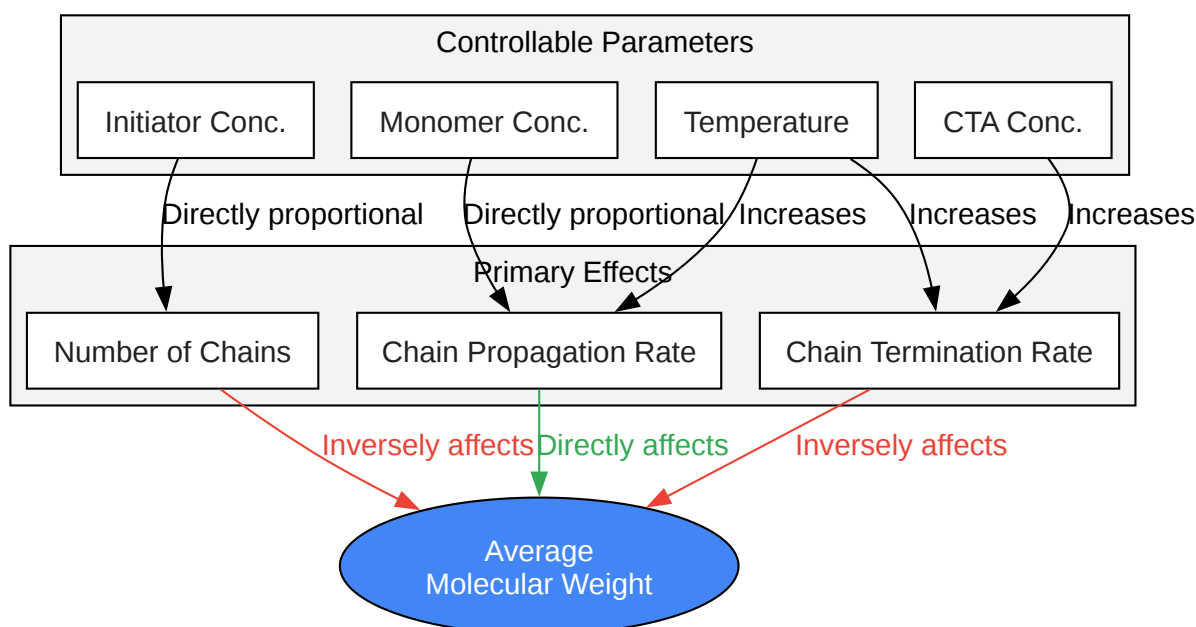 Controllable Parameters
Initiator Conc.
Monomer Conc.
Temperature
CTA Conc.
Directly proportional
Directly proportional
Increases
Increases
Increases
Primary Effects
Number of Chains
Chain Propagation Rate
Chain Termination Rate
Inversely affects
Directly affects
Inversely affects
Average
Molecular Weight